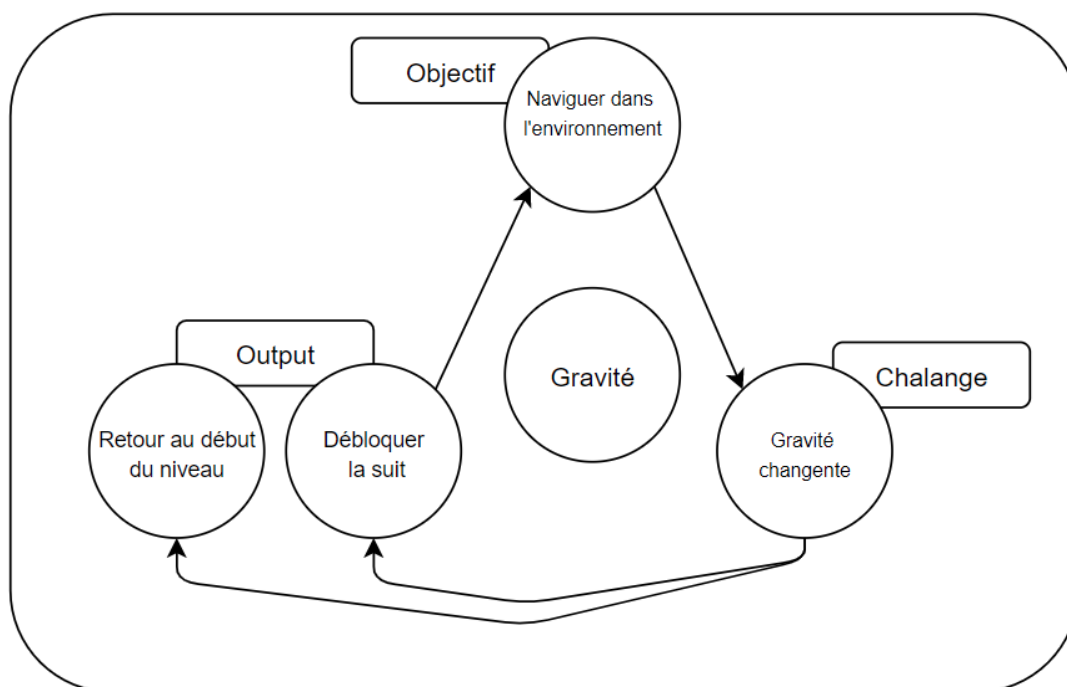 Objectif
Naviguer dans
l'environnement
Output
Gravité
Chalange
Retour au début
du niveau
Débloquer
la suit
Gravité
changente